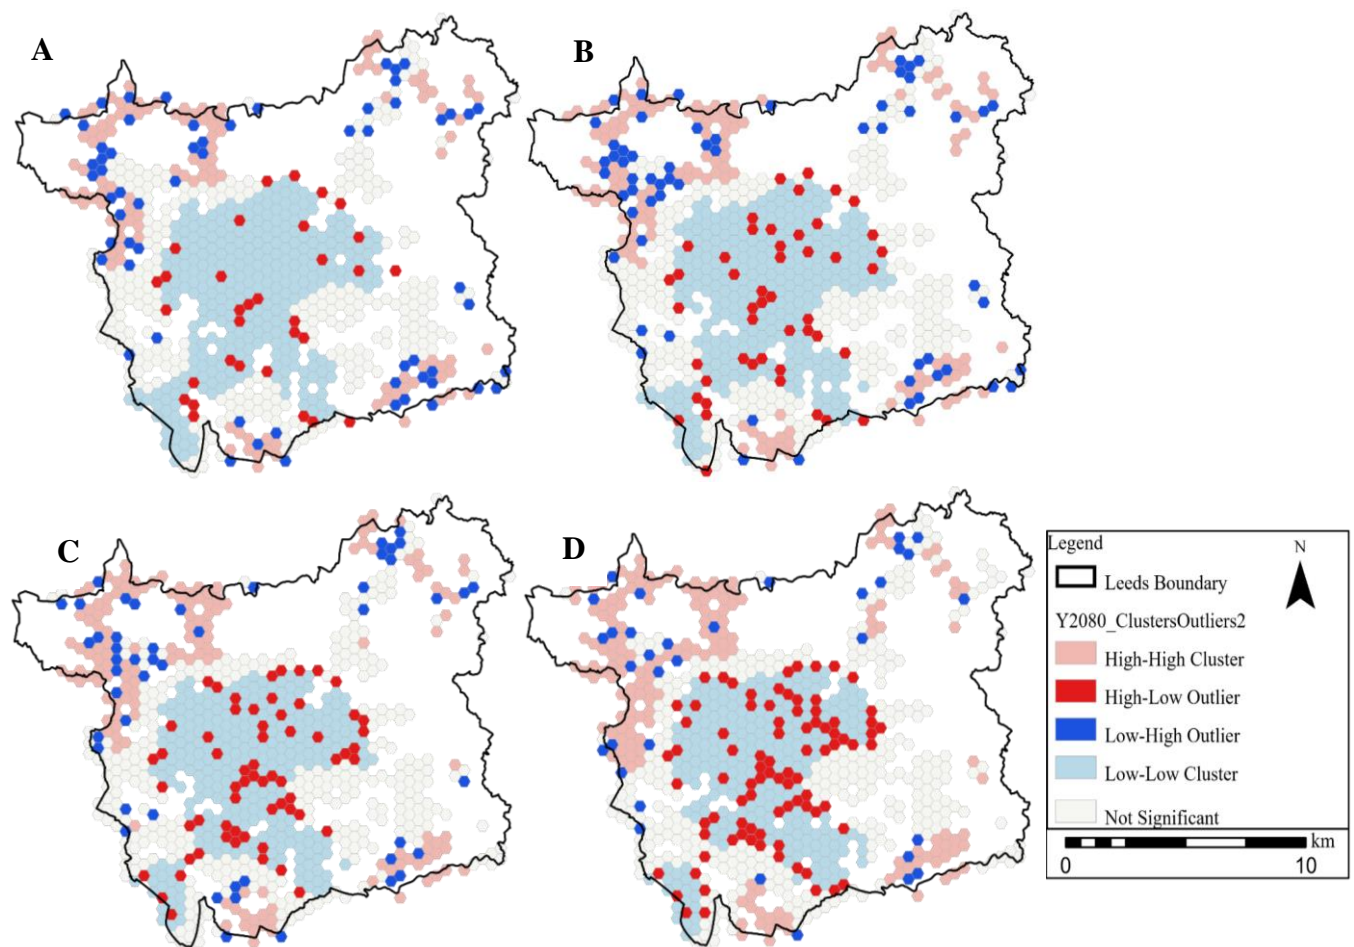 A
B
C
D
Legend
N
Leeds Boundary
Y2080_ClustersOutliers2
High-High Cluster
High-Low Outlier
Low-High Outlier
Low-Low Cluster
Not Significant
km
0 10